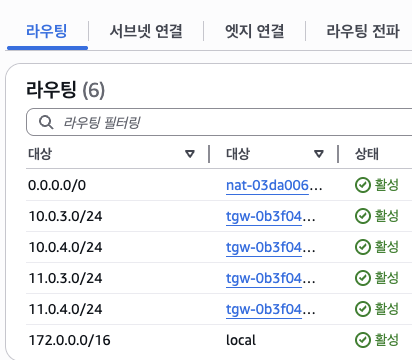 라우팅 서브넷 연결 엣지 연결 라우팅 전파
라우팅 (6)
라우팅 필터링
대상 대상 상태
0.0.0.0/0 nat-03da006... 활성
10.0.3.0/24 tgw-0b3f04... 활성
10.0.4.0/24 tgw-0b3f04... 활성
11.0.3.0/24 tgw-0b3f04... 활성
11.0.4.0/24 tgw-0b3f04... 활성
172.0.0.0/16 local 활성